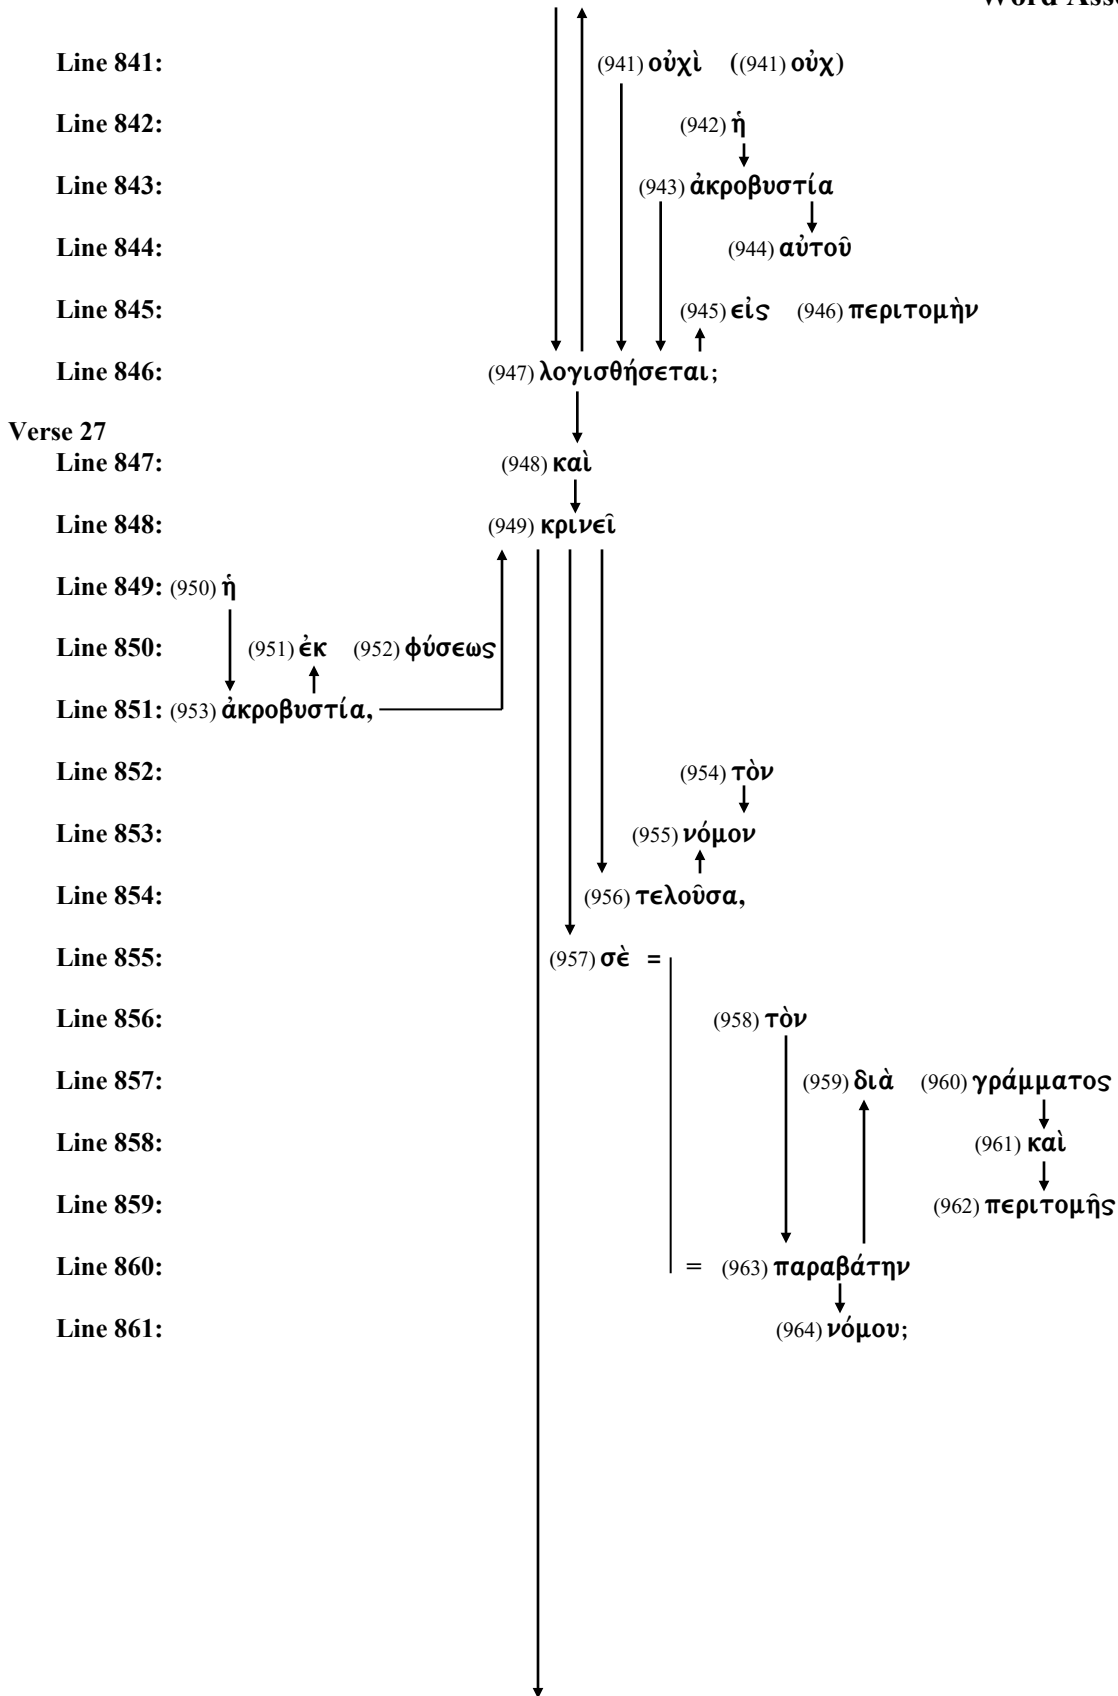 Line 841: (941) οὐχὶ ((941) οὐχ)
Line 842: (942) ἡ
Line 843: (943) ἀκροβυστία
Line 844: (944) αὐτοῦ
Line 845: (945) εἰς (946) περιτομὴν
Line 846: (947) λογισθήσεται;
Verse 27
Line 847: (948) καὶ
Line 848: (949) κρινεῖ
Line 849: (950) ἡ
Line 850: (951) ἐκ (952) φύσεως
Line 851: (953) ἀκροβυστία,
Line 852: (954) τὸν
Line 853: (955) νόμον
Line 854: (956) τελοῦσα,
Line 855: (957) σὲ =
Line 856: (958) τὸν
Line 857: (959) διὰ (960) γράμματος
Line 858: (961) καὶ
Line 859: (962) περιτομῆς
Line 860: = (963) παραβάτην
Line 861: (964) νόμου;